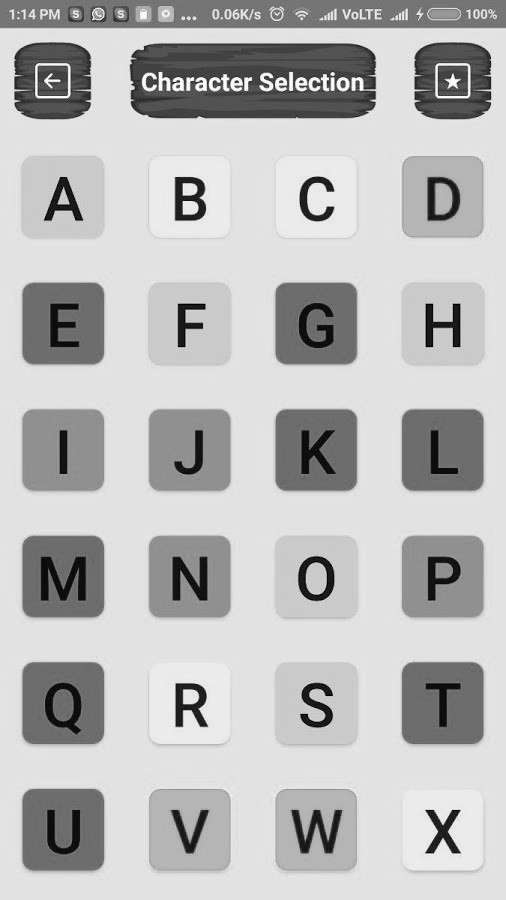 1:14 PM S S 0.06K/s VoLTE 100%
Character Selection
A B C D
E F G H
I J K L
M N O P
Q R S T
U V W X